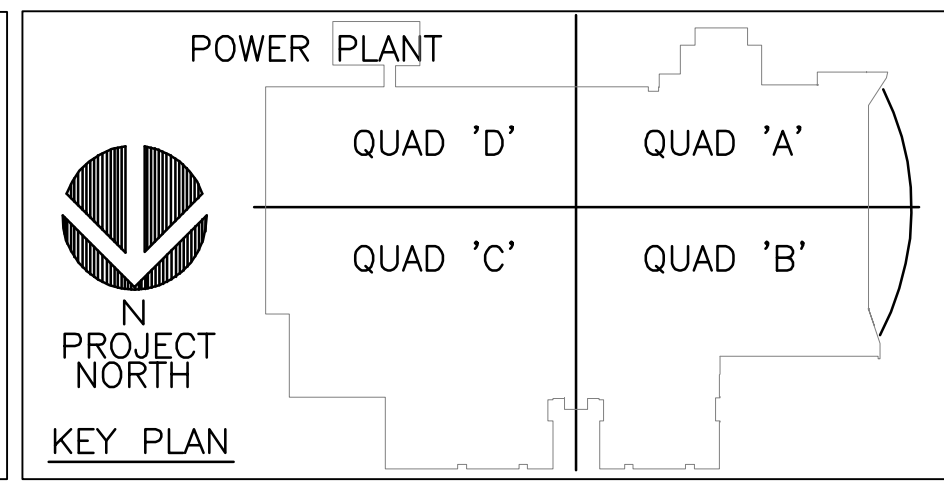 POWER PLANT
QUAD 'D'
QUAD 'A'
QUAD 'C'
QUAD 'B'
N
PROJECT
NORTH
KEY PLAN